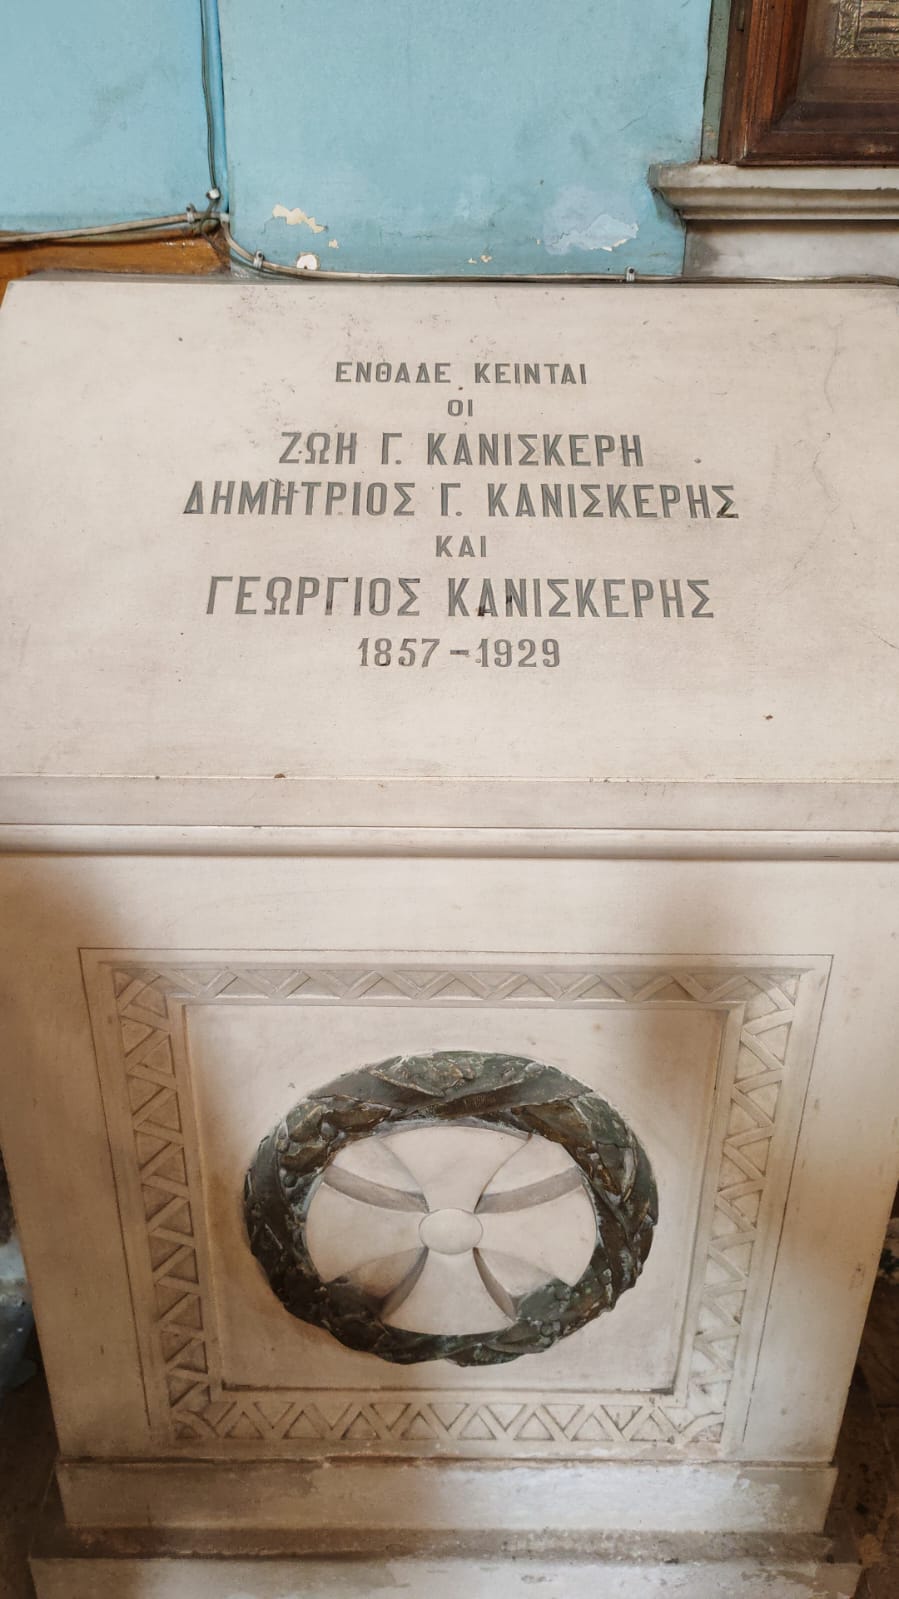 ΕΝΘΑΔΕ ΚΕΙΝΤΑΙ
ΟΙ
ΖΩΗ Γ. ΚΑΝΙΣΚΕΡΗ
ΔΗΜΗΤΡΙΟΣ Γ. ΚΑΝΙΣΚΕΡΗΣ
ΚΑΙ
ΓΕΩΡΓΙΟΣ ΚΑΝΙΣΚΕΡΗΣ
1857-1929